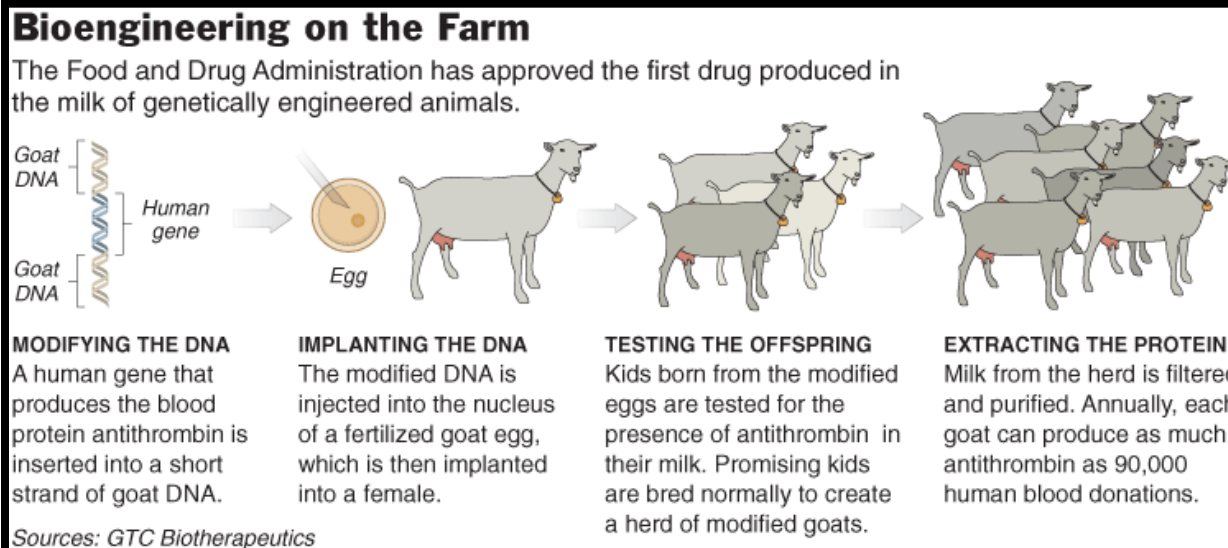 Bioengineering on the Farm
The Food and Drug Administration has approved the first drug produced in
the milk of genetically engineered animals.
Goat
DNA
Human
gene
Goat
DNA
Egg
MODIFYING THE DNA
A human gene that
produces the blood
protein antithrombin is
inserted into a short
strand of goat DNA.
IMPLANTING THE DNA
The modified DNA is
injected into the nucleus
of a fertilized goat egg,
which is then implanted
into a female.
TESTING THE OFFSPRING
Kids born from the modified
eggs are tested for the
presence of antithrombin in
their milk. Promising kids
are bred normally to create
a herd of modified goats.
EXTRACTING THE PROTEIN
Milk from the herd is filtered
and purified. Annually, each
goat can produce as much
antithrombin as 90,000
human blood donations.
Sources: GTC Biotherapeutics